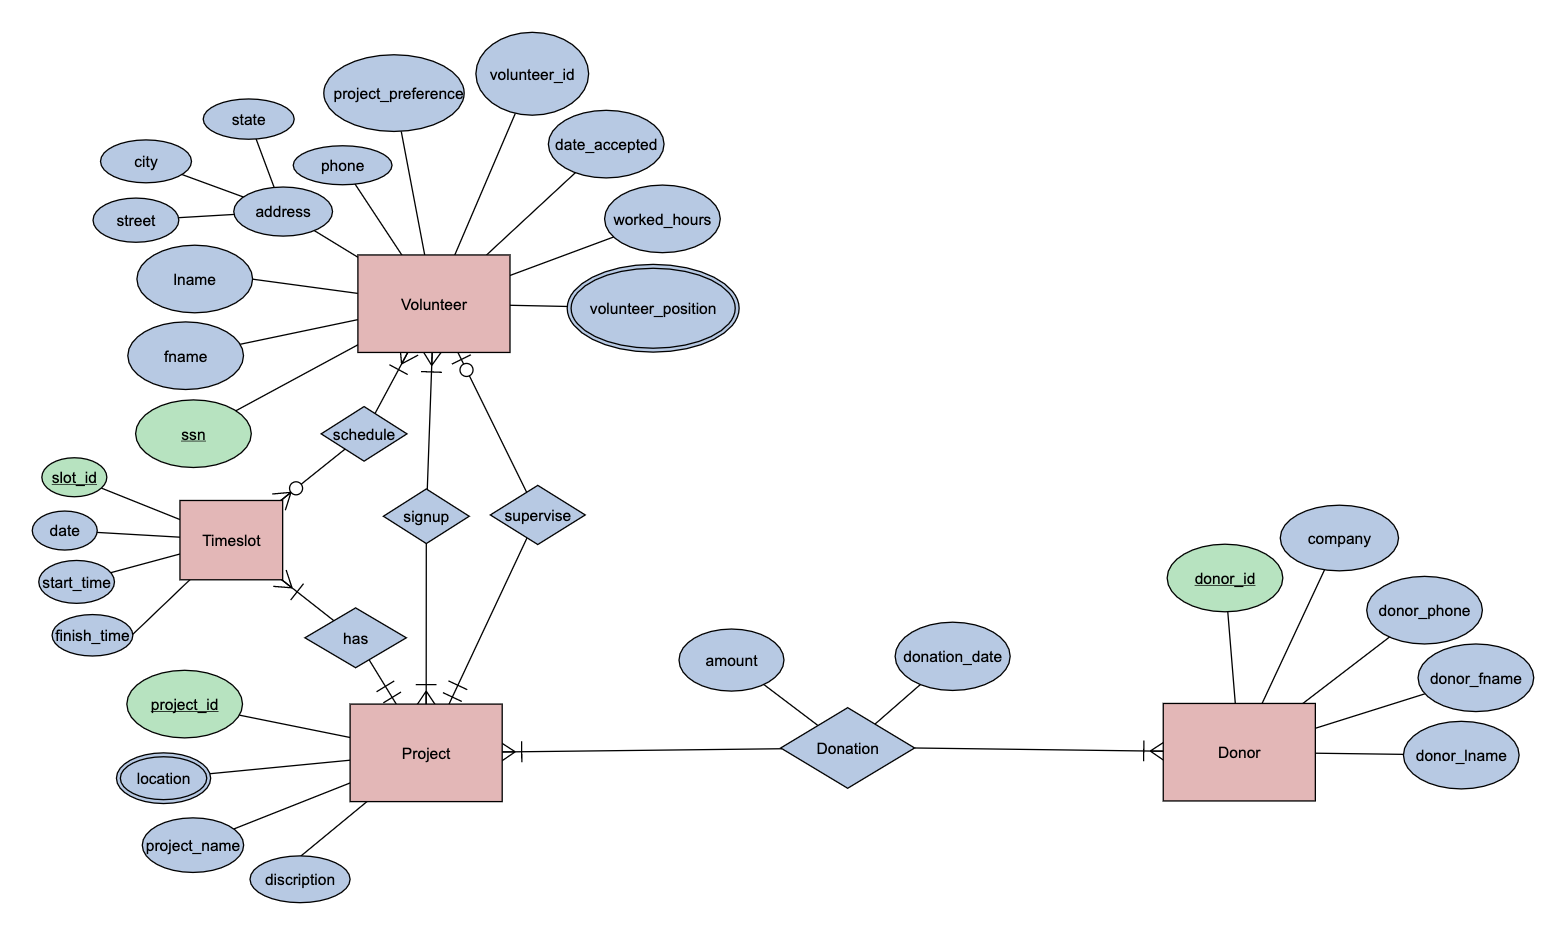 volunteer_id
project_preference
state
date_accepted
city
phone
address
street
worked_hours
lname
Volunteer
volunteer_position
fname
ssn
schedule
slot_id
signup
supervise
date
Timeslot
company
start_time
donor_id
finish_time
has
donor_phone
amount
donation_date
donor_fname
project_id
Project
Donation
Donor
donor_lname
location
project_name
discription